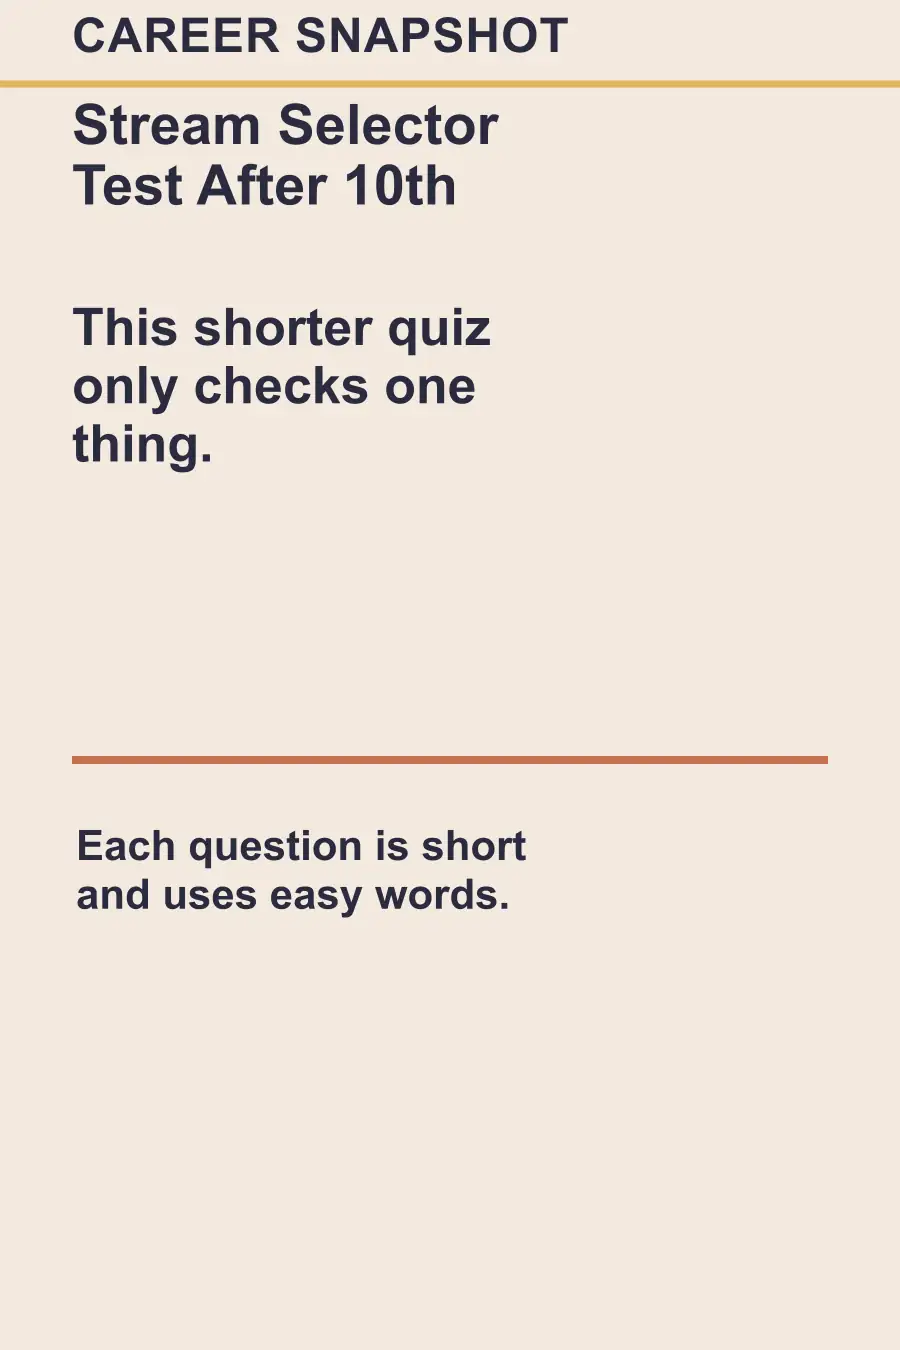 CAREER SNAPSHOT
Stream Selector
Test After 10th
This shorter quiz
only checks one
thing.
Each question is short
and uses easy words.